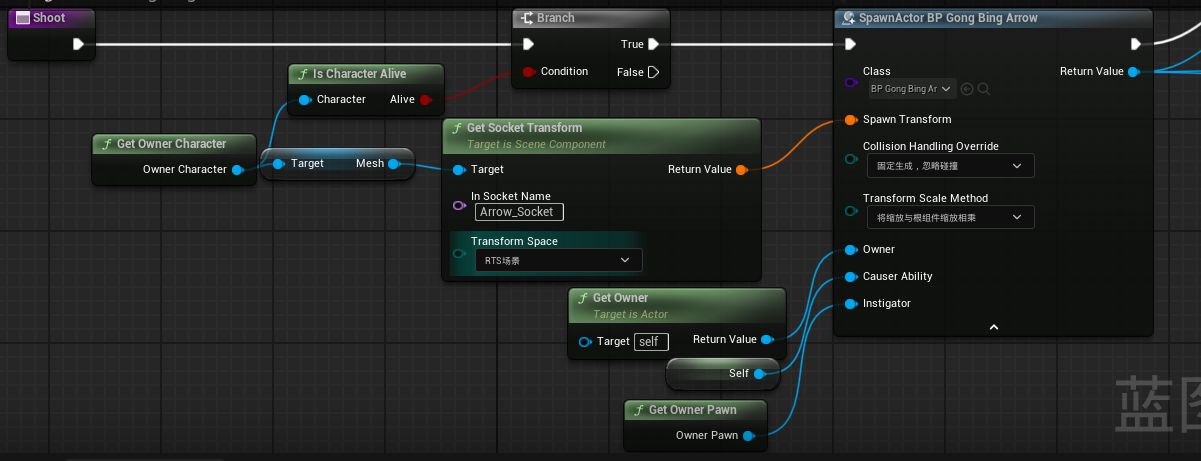 Shoot
Branch
True
Condition
False
Is Character Alive
Character
Alive
Get Owner Character
Owner Character
Target
Mesh
Get Socket Transform
Target is Scene Component
Target
Return Value
In Socket Name
Arrow_Socket
Transform Space
RTS场景
Get Owner
Target is Actor
Target
self
Return Value
Self
Get Owner Pawn
Owner Pawn
SpawnActor BP Gong Bing Arrow
Class
BP Gong Bing Ar
Return Value
Spawn Transform
Collision Handling Override
固定生成，忽略碰撞
Transform Scale Method
将缩放与根组件缩放相乘
Owner
Causer Ability
Instigator
蓝图